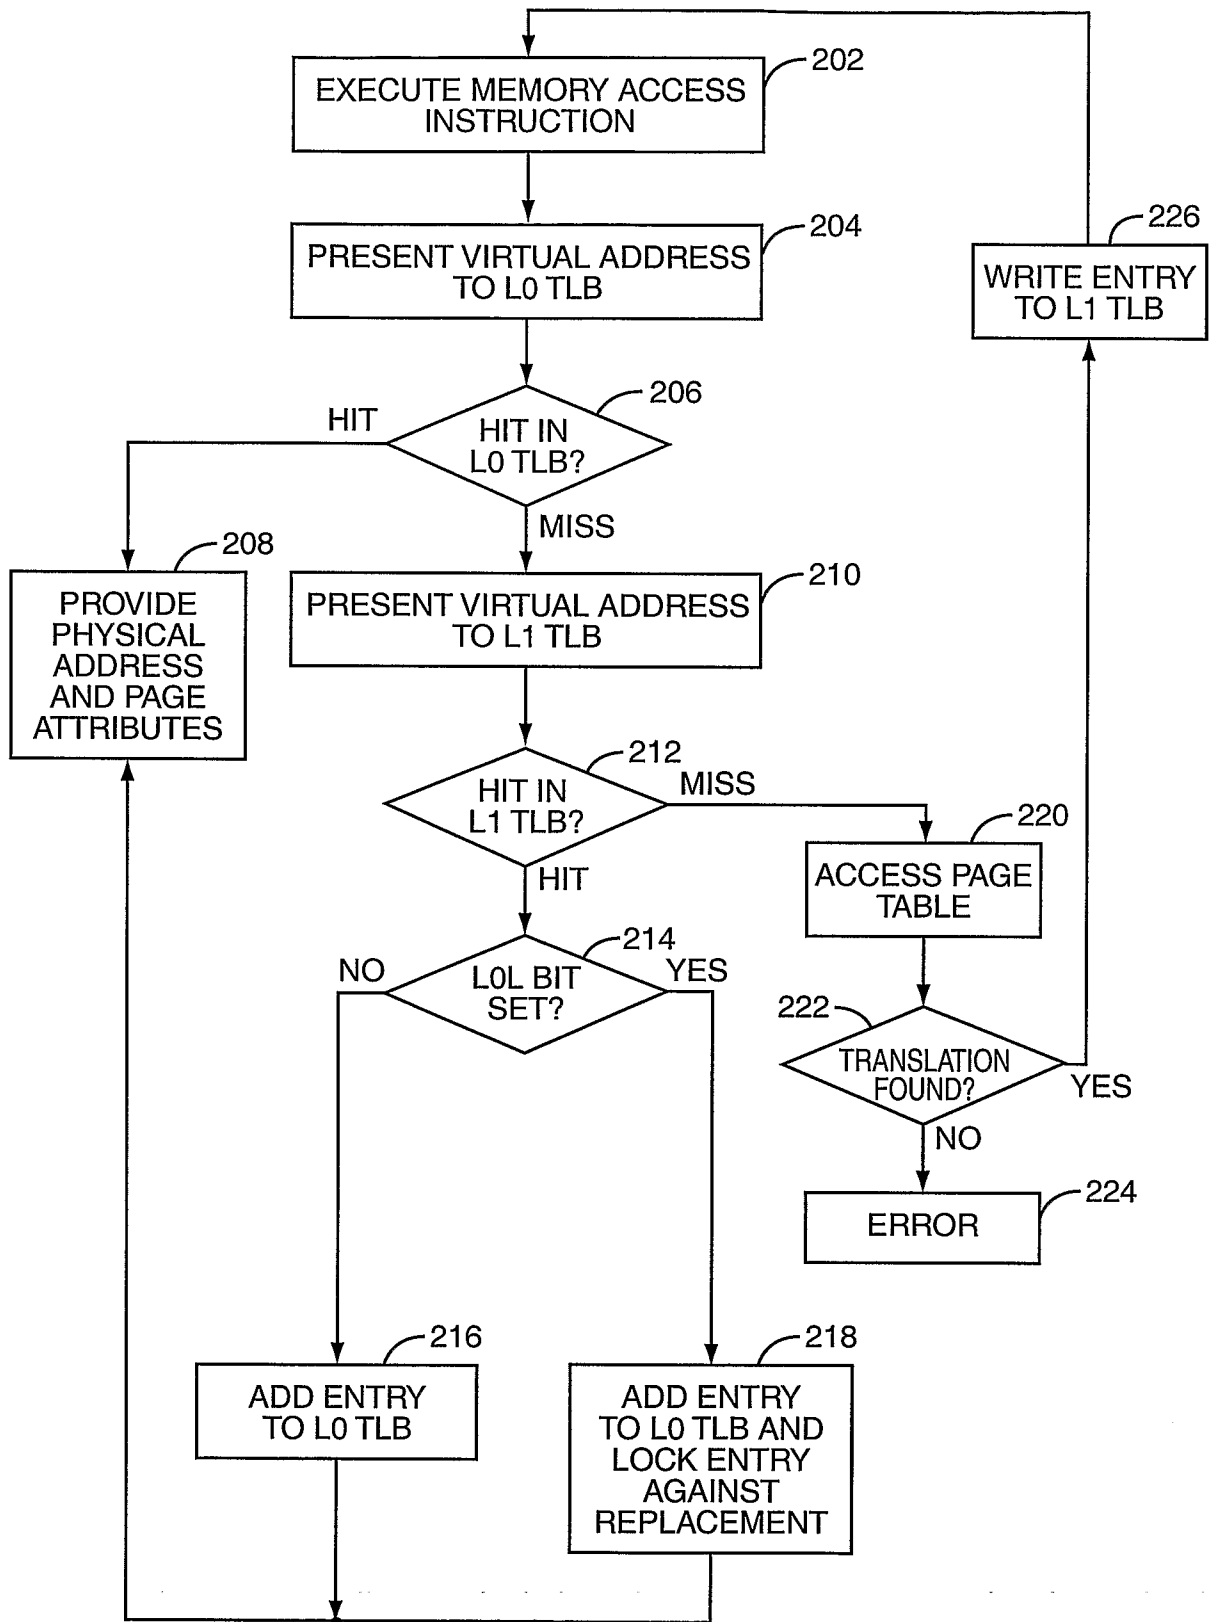 202
EXECUTE MEMORY ACCESS
INSTRUCTION
204
PRESENT VIRTUAL ADDRESS
TO L0 TLB
226
WRITE ENTRY
TO L1 TLB
206
HIT
HIT IN
L0 TLB?
MISS
208
PROVIDE
PHYSICAL
ADDRESS
AND PAGE
ATTRIBUTES
210
PRESENT VIRTUAL ADDRESS
TO L1 TLB
212
HIT IN
L1 TLB?
MISS
HIT
220
ACCESS PAGE
TABLE
214
NO
L0L BIT
SET?
YES
222
TRANSLATION
FOUND?
YES
NO
224
ERROR
216
ADD ENTRY
TO L0 TLB
218
ADD ENTRY
TO L0 TLB AND
LOCK ENTRY
AGAINST
REPLACEMENT